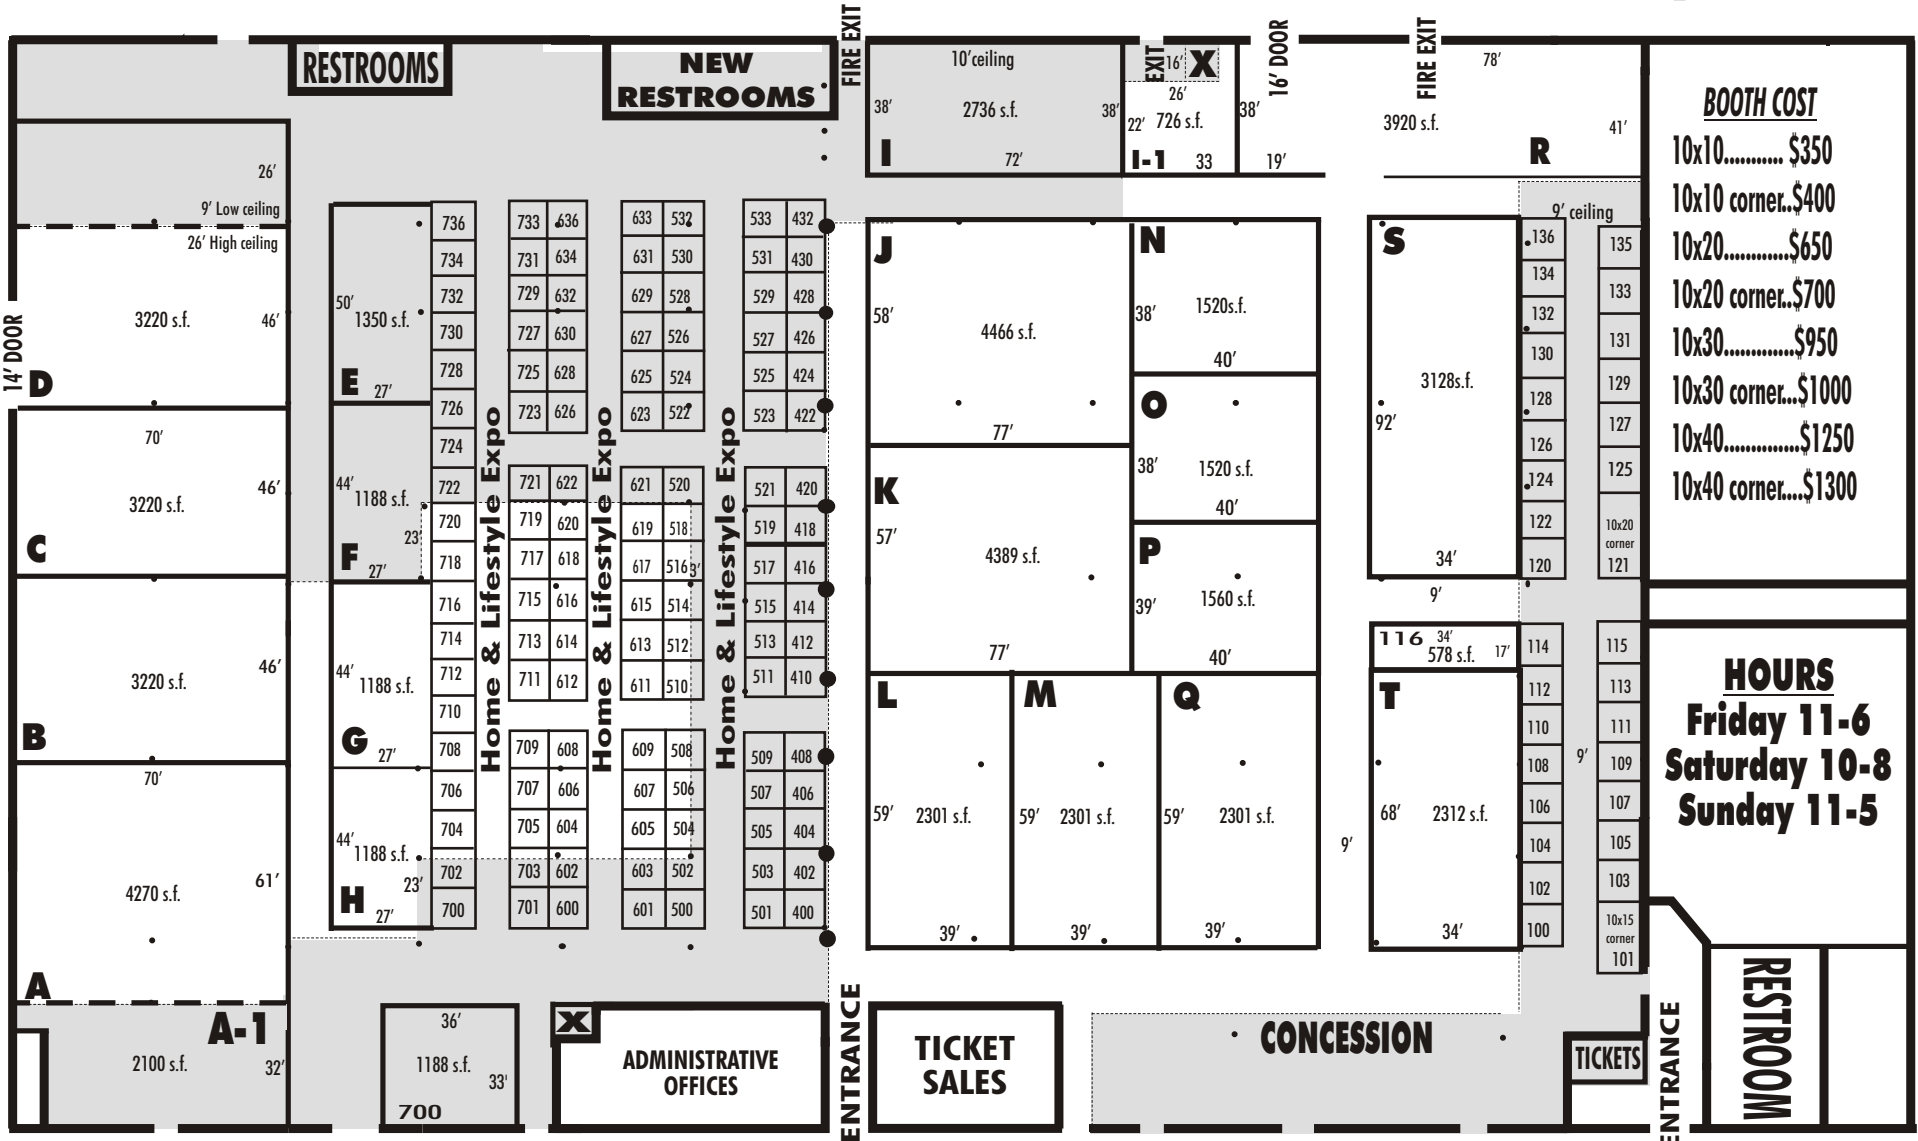 RESTROOMS
NEW
RESTROOMS
FIRE EXIT
10'ceiling
38'
2736 s.f.
38'
I
72'
EXIT
16'
X
26'
22'
726 s.f.
I-1
33
38'
19'
16' DOOR
FIRE EXIT
78'
3920 s.f.
41'
R
BOOTH COST
10x10........... $350
10x10 corner..$400
10x20............$650
10x20 corner..$700
10x30.............$950
10x30 corner...$1000
10x40..............$1250
10x40 corner....$1300
26'
9' Low ceiling
26' High ceiling
14' DOOR
3220 s.f.
46'
D
70'
3220 s.f.
46'
C
3220 s.f.
46'
B
70'
4270 s.f.
61'
A
A-1
2100 s.f.
32'
50'
1350 s.f.
E
27'
44'
1188 s.f.
23'
F
27'
44'
1188 s.f.
G
27'
44'
1188 s.f.
23'
H
27'
736
734
732
730
728
726
724
722
720
718
716
714
712
710
708
706
704
702
700
Home & Lifestyle Expo
733 636
731 634
729 632
727 630
725 628
723 626
721 622
719 620
717 618
715 616
713 614
711 612
709 608
707 606
705 604
703 602
701 600
Home & Lifestyle Expo
633 532
631 530
629 528
627 526
625 524
623 522
621 520
619 518
617 516 3'
615 514
613 512
611 510
609 508
607 506
605 504
603 502
601 500
Home & Lifestyle Expo
533 432
531 430
529 428
527 426
525 424
523 422
521 420
519 418
517 416
515 414
513 412
511 410
509 408
507 406
505 404
503 402
501 400
J
58'
4466 s.f.
77'
K
57'
4389 s.f.
77'
L
59'
2301 s.f.
39'
M
59'
2301 s.f.
39'
N
38'
1520s.f.
40'
O
38'
1520 s.f.
40'
P
39'
1560 s.f.
40'
Q
59'
2301 s.f.
39'
S
3128s.f.
92'
34'
9'
116
34'
578 s.f.
17'
T
68'
2312 s.f.
34'
9'
9' ceiling
136
134
132
130
128
126
124
122
120
114
112
110
108
106
104
102
100
9'
135
133
131
129
127
125
10x20
corner
121
115
113
111
109
107
105
103
10x15
corner
101
HOURS
Friday 11-6
Saturday 10-8
Sunday 11-5
36'
1188 s.f.
33'
700
X
ADMINISTRATIVE
OFFICES
ENTRANCE
TICKET
SALES
CONCESSION
TICKETS
ENTRANCE
RESTROOM